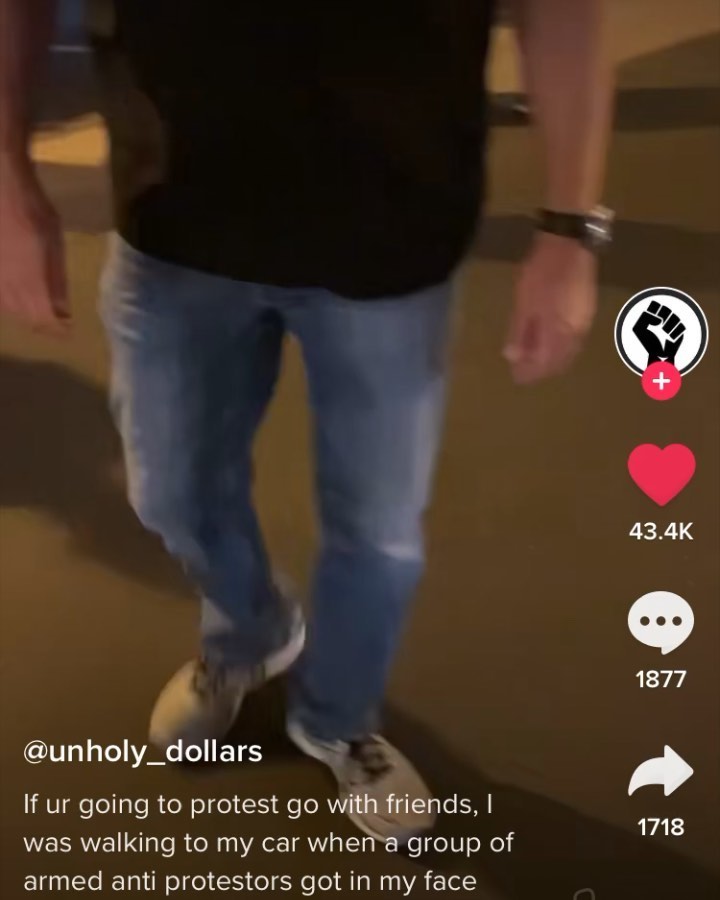 43.4K
1877
1718
@unholy_dollars
If ur going to protest go with friends, I
was walking to my car when a group of
armed anti protestors got in my face